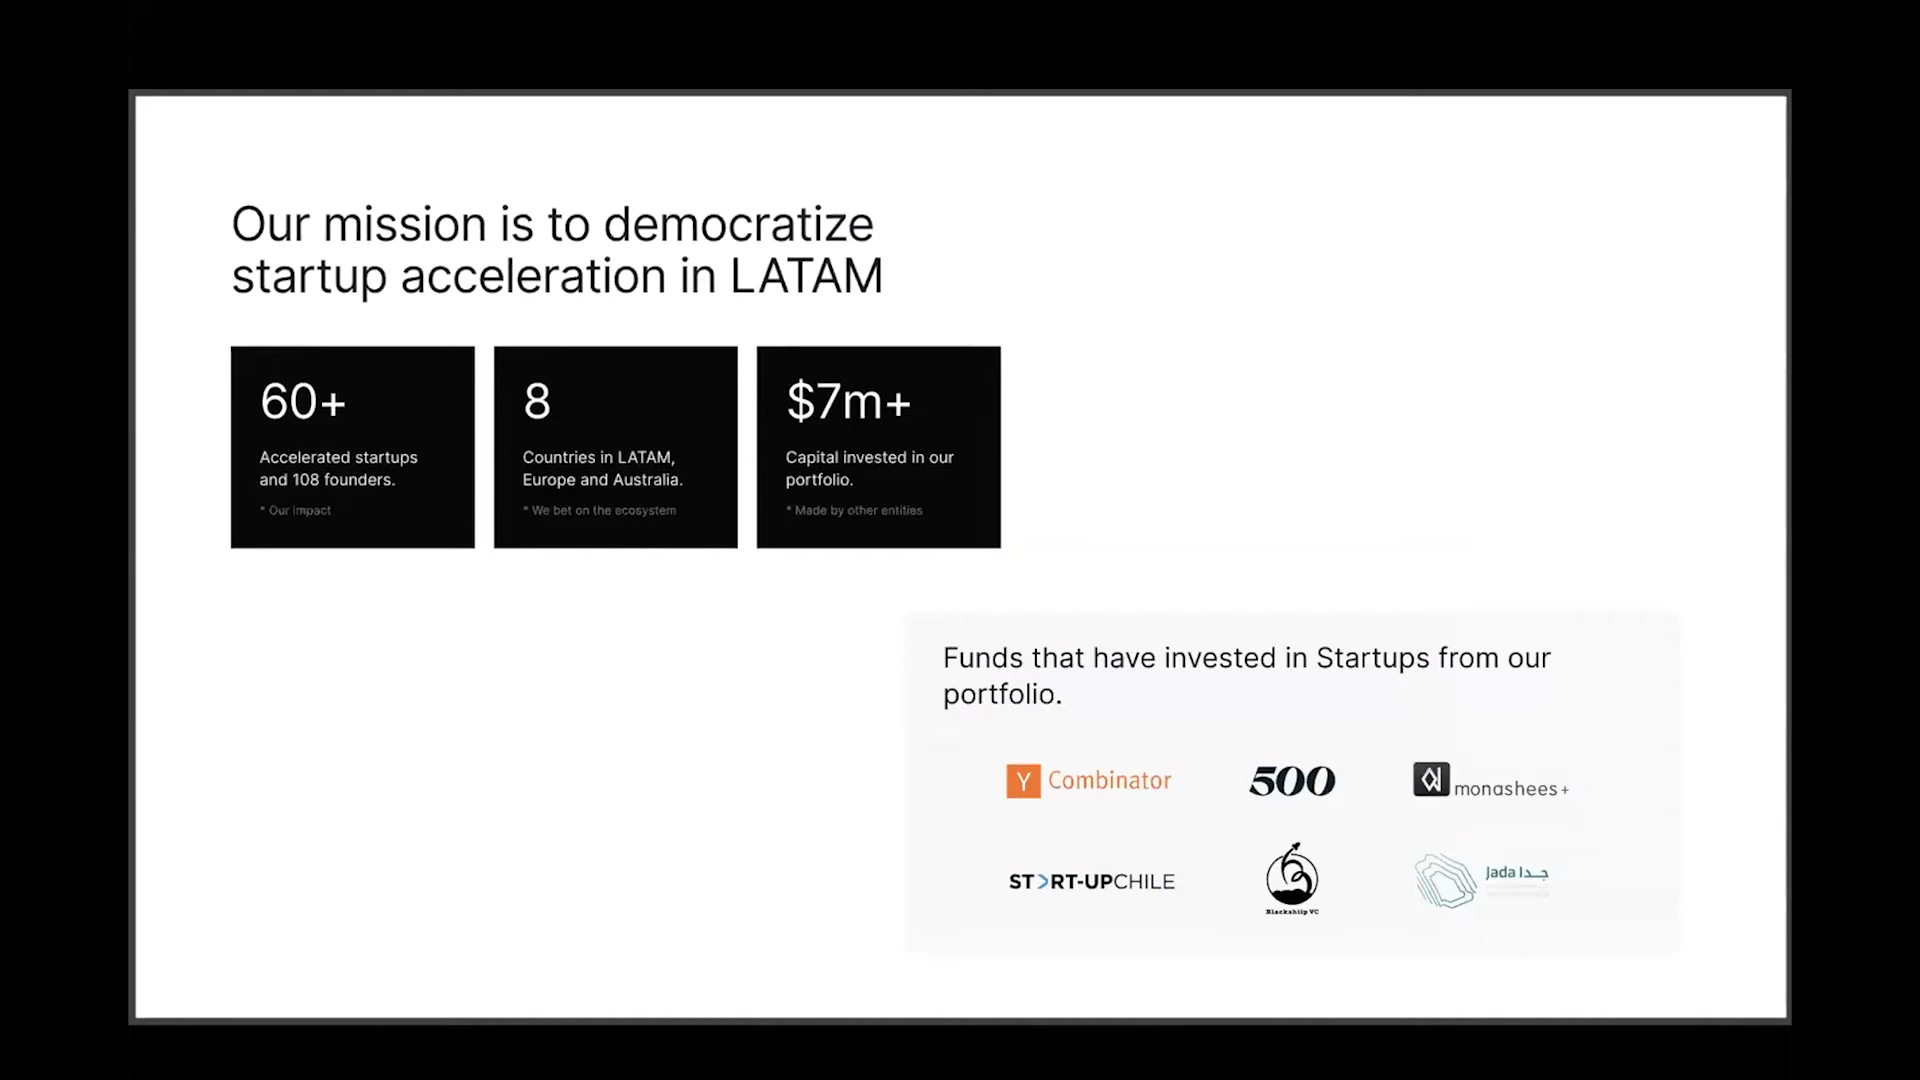 Our mission is to democratize
startup acceleration in LATAM
60+
Accelerated startups
and 108 founders.
* Our impact
8
Countries in LATAM,
Europe and Australia.
* We bet on the ecosystem
$7m+
Capital invested in our
portfolio.
* Made by other entities
Funds that have invested in Startups from our
portfolio.
Y Combinator
500
monashees+
ST>RT-UPCHILE
Blackshiip VC
Jada جدا